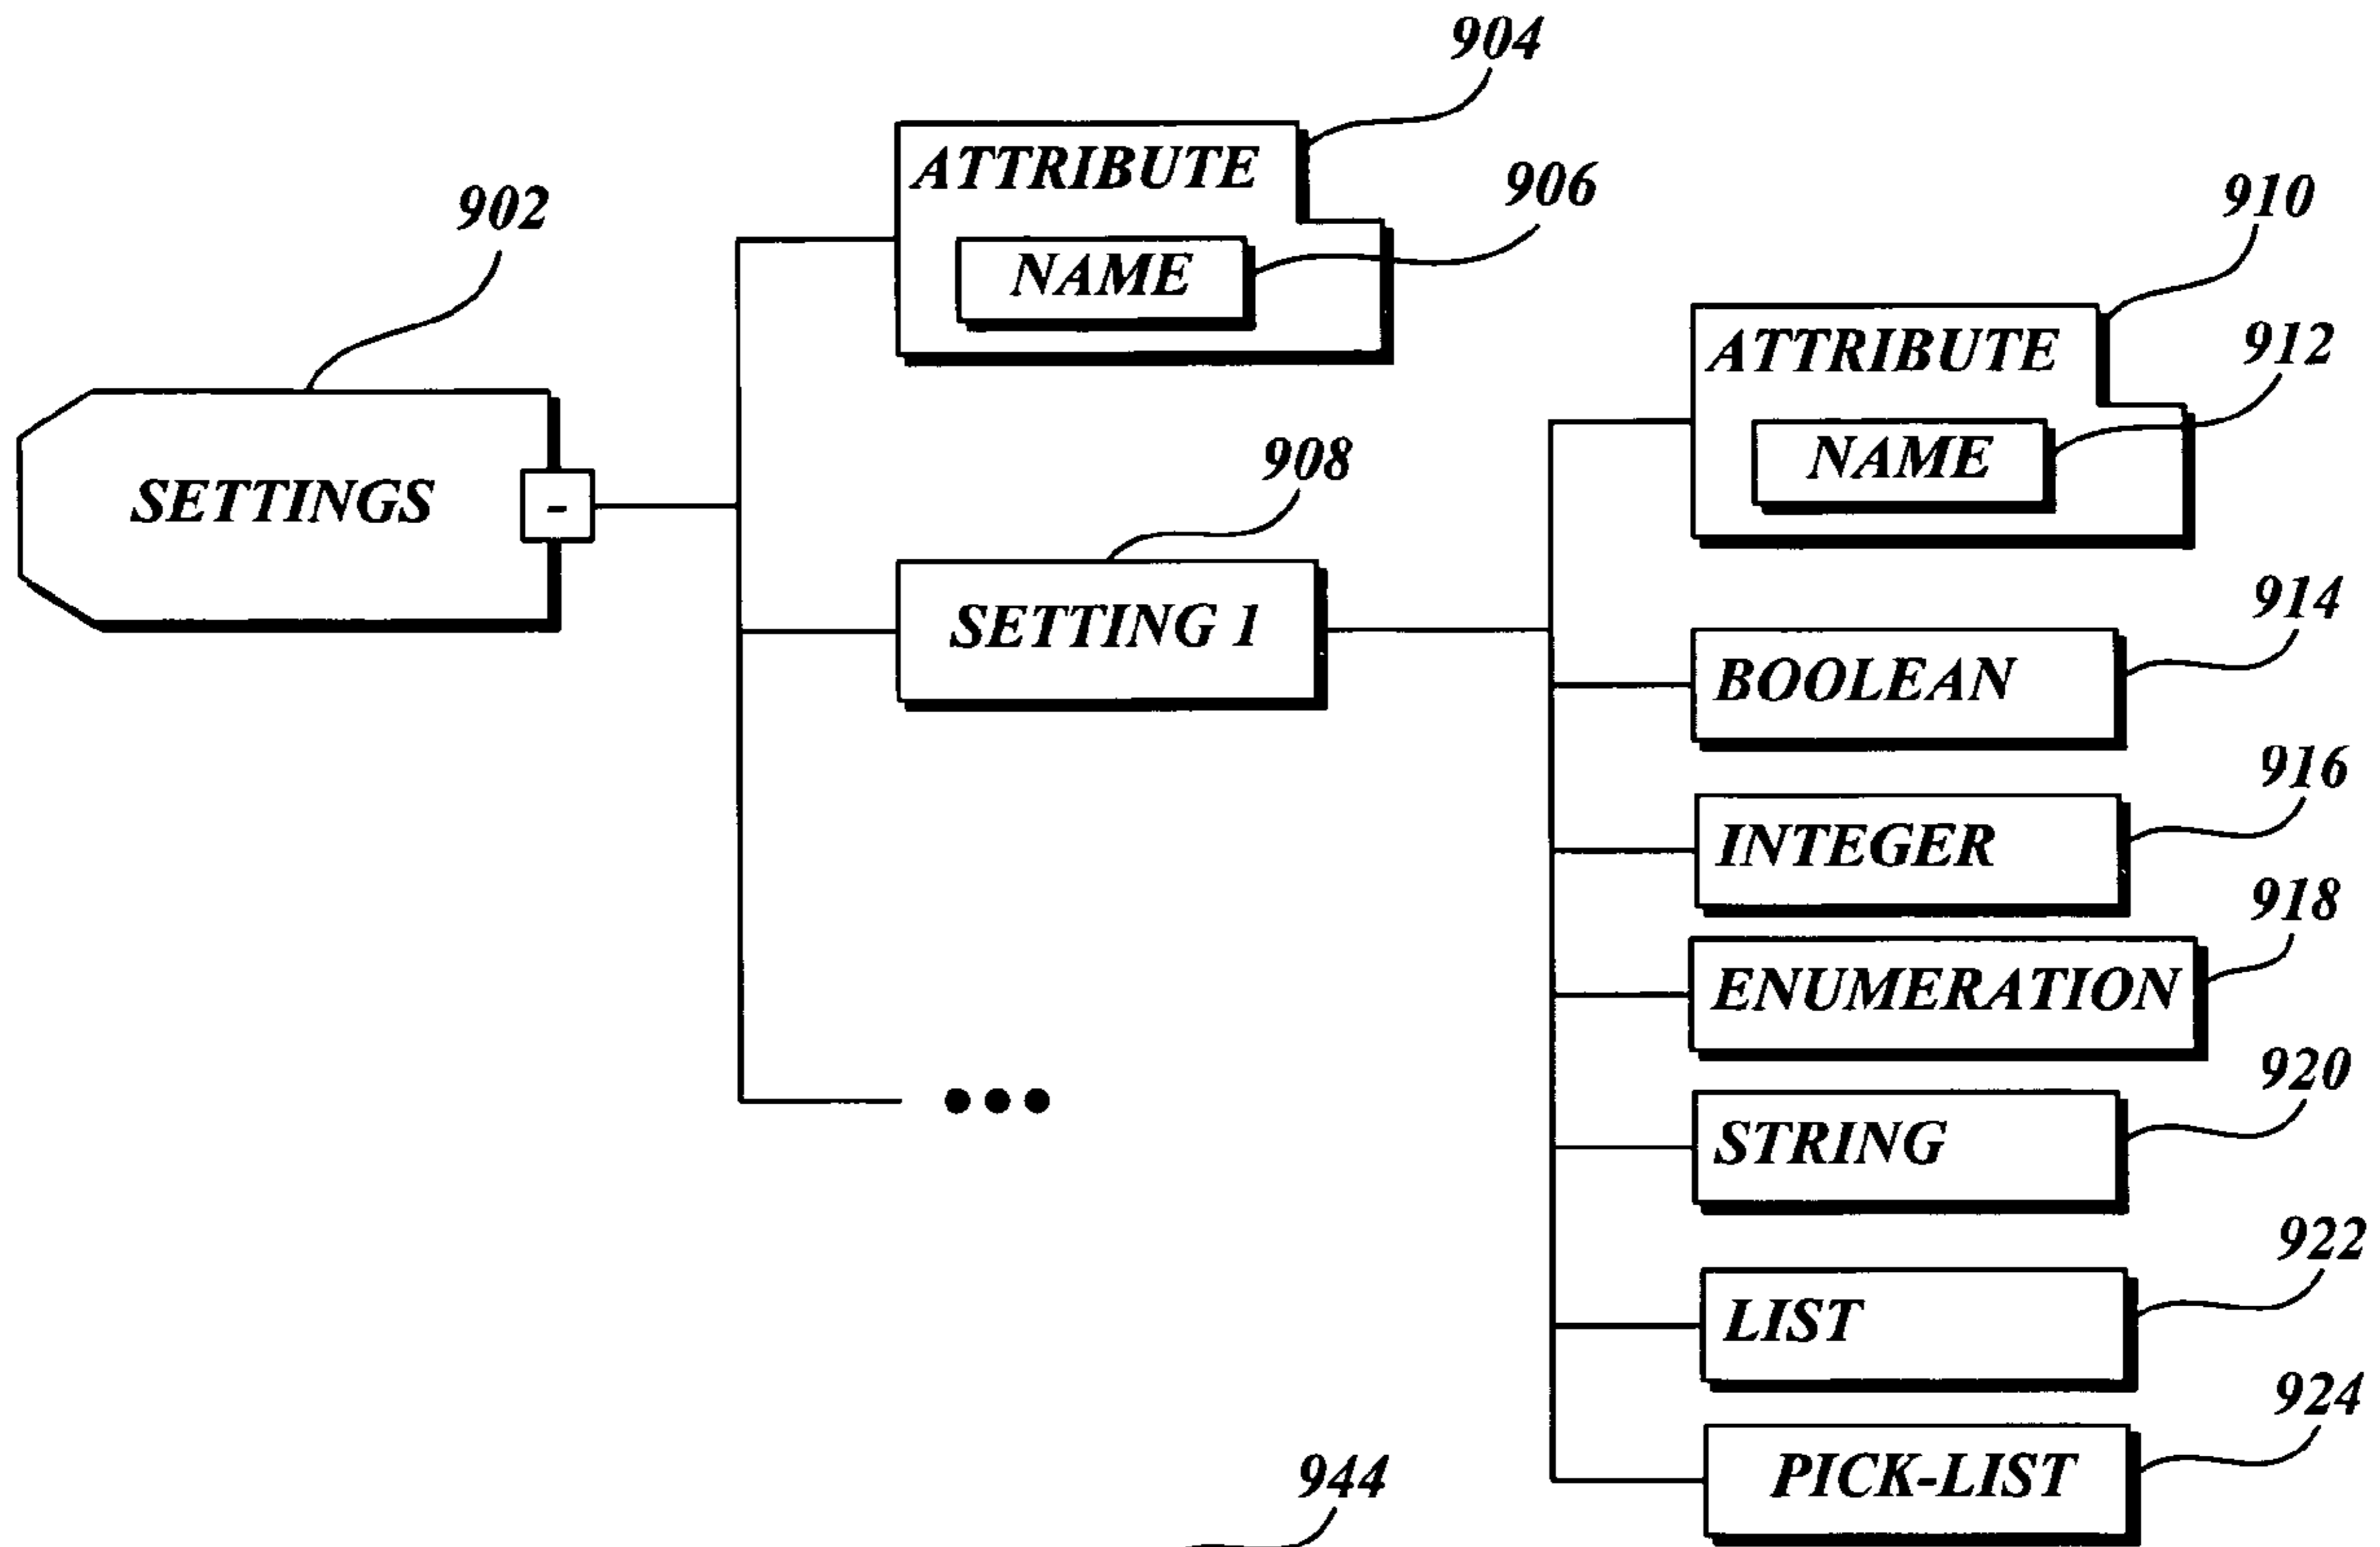 904
ATTRIBUTE
906
NAME
902
910
ATTRIBUTE
912
NAME
SETTINGS
-
908
SETTING 1
914
BOOLEAN
916
INTEGER
918
ENUMERATION
920
STRING
922
LIST
924
PICK-LIST
944